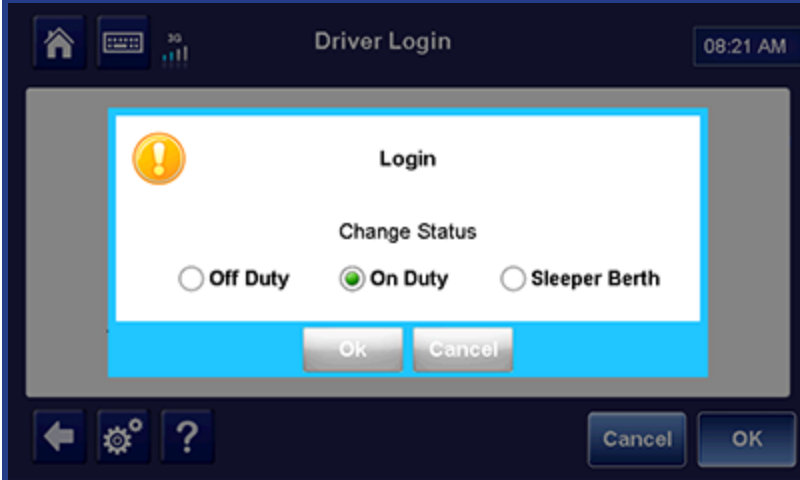 3G
Driver Login
08:21 AM
Login
Change Status
Off Duty
On Duty
Sleeper Berth
Ok
Cancel
?
Cancel
OK